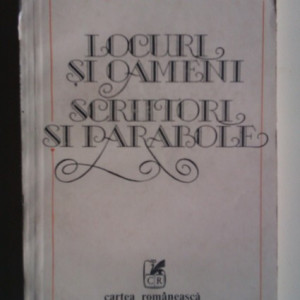 LOCURI
ȘI OAMENI
SCRIITORI
ȘI PARABOLE
CR
cartea românească